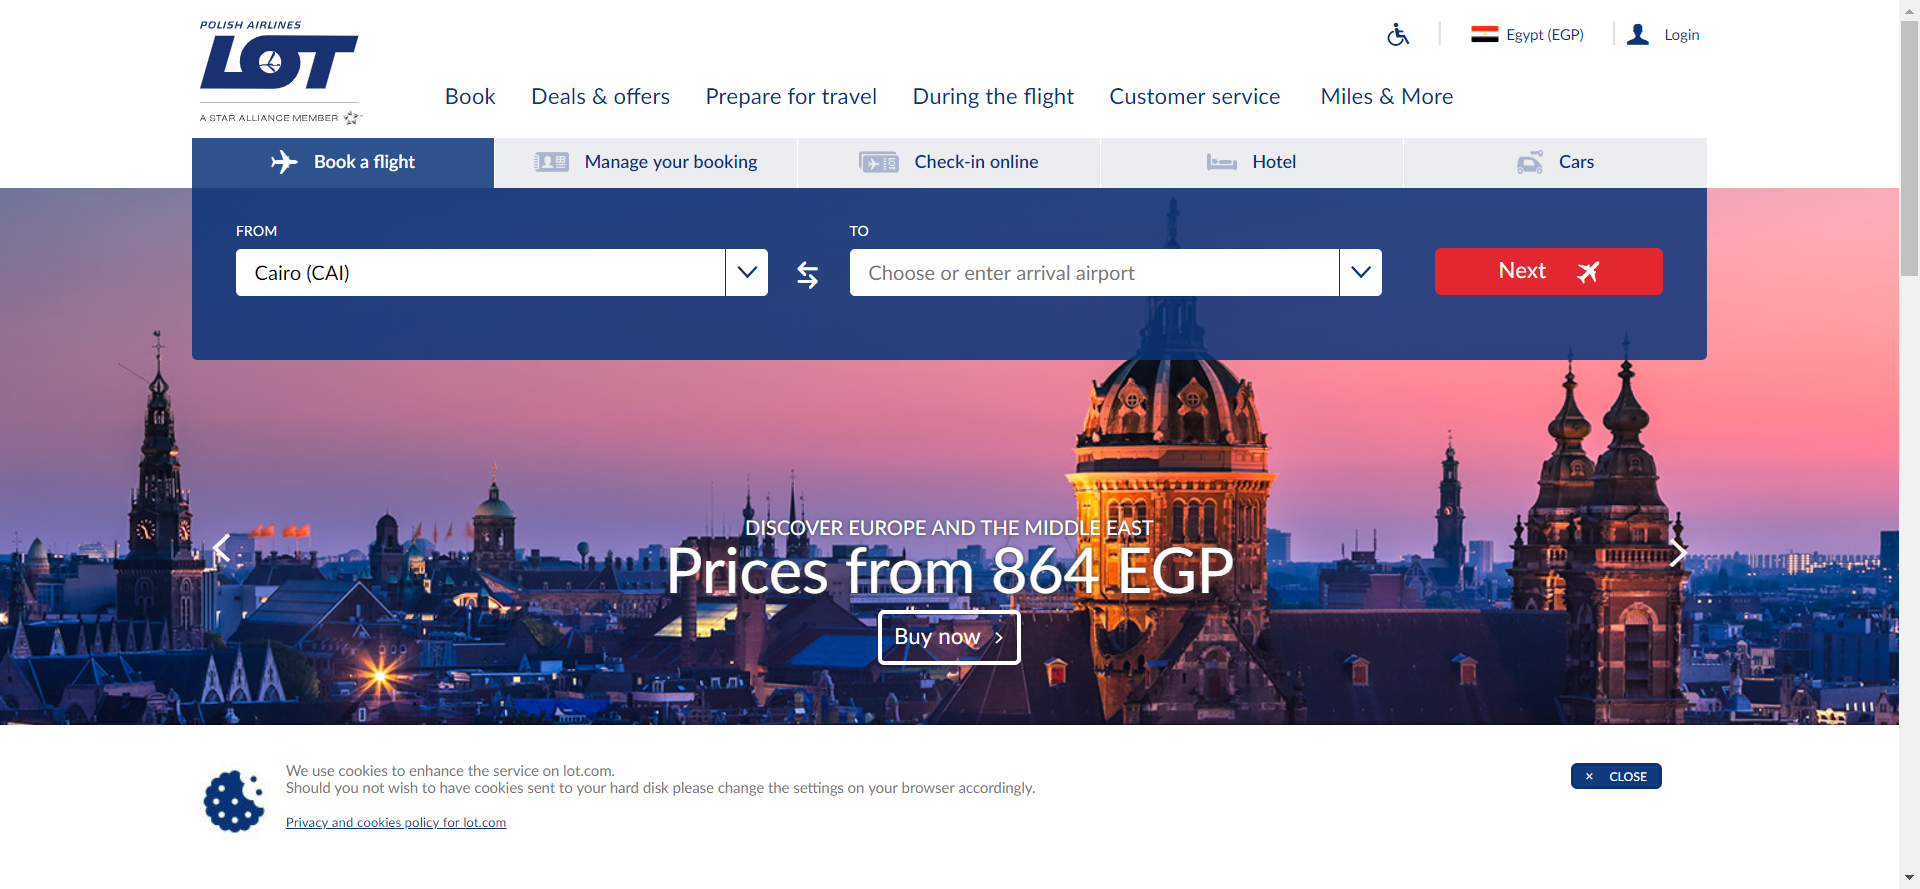 POLISH AIRLINES
LOT
A STAR ALLIANCE MEMBER
Egypt (EGP)
Login
Book
Deals & offers
Prepare for travel
During the flight
Customer service
Miles & More
Book a flight
Manage your booking
Check-in online
Hotel
Cars
FROM
TO
Cairo (CAI)
Choose or enter arrival airport
Next
DISCOVER EUROPE AND THE MIDDLE EAST
Prices from 864 EGP
Buy now
We use cookies to enhance the service on lot.com.
Should you not wish to have cookies sent to your hard disk please change the settings on your browser accordingly.
Privacy and cookies policy for lot.com
× CLOSE